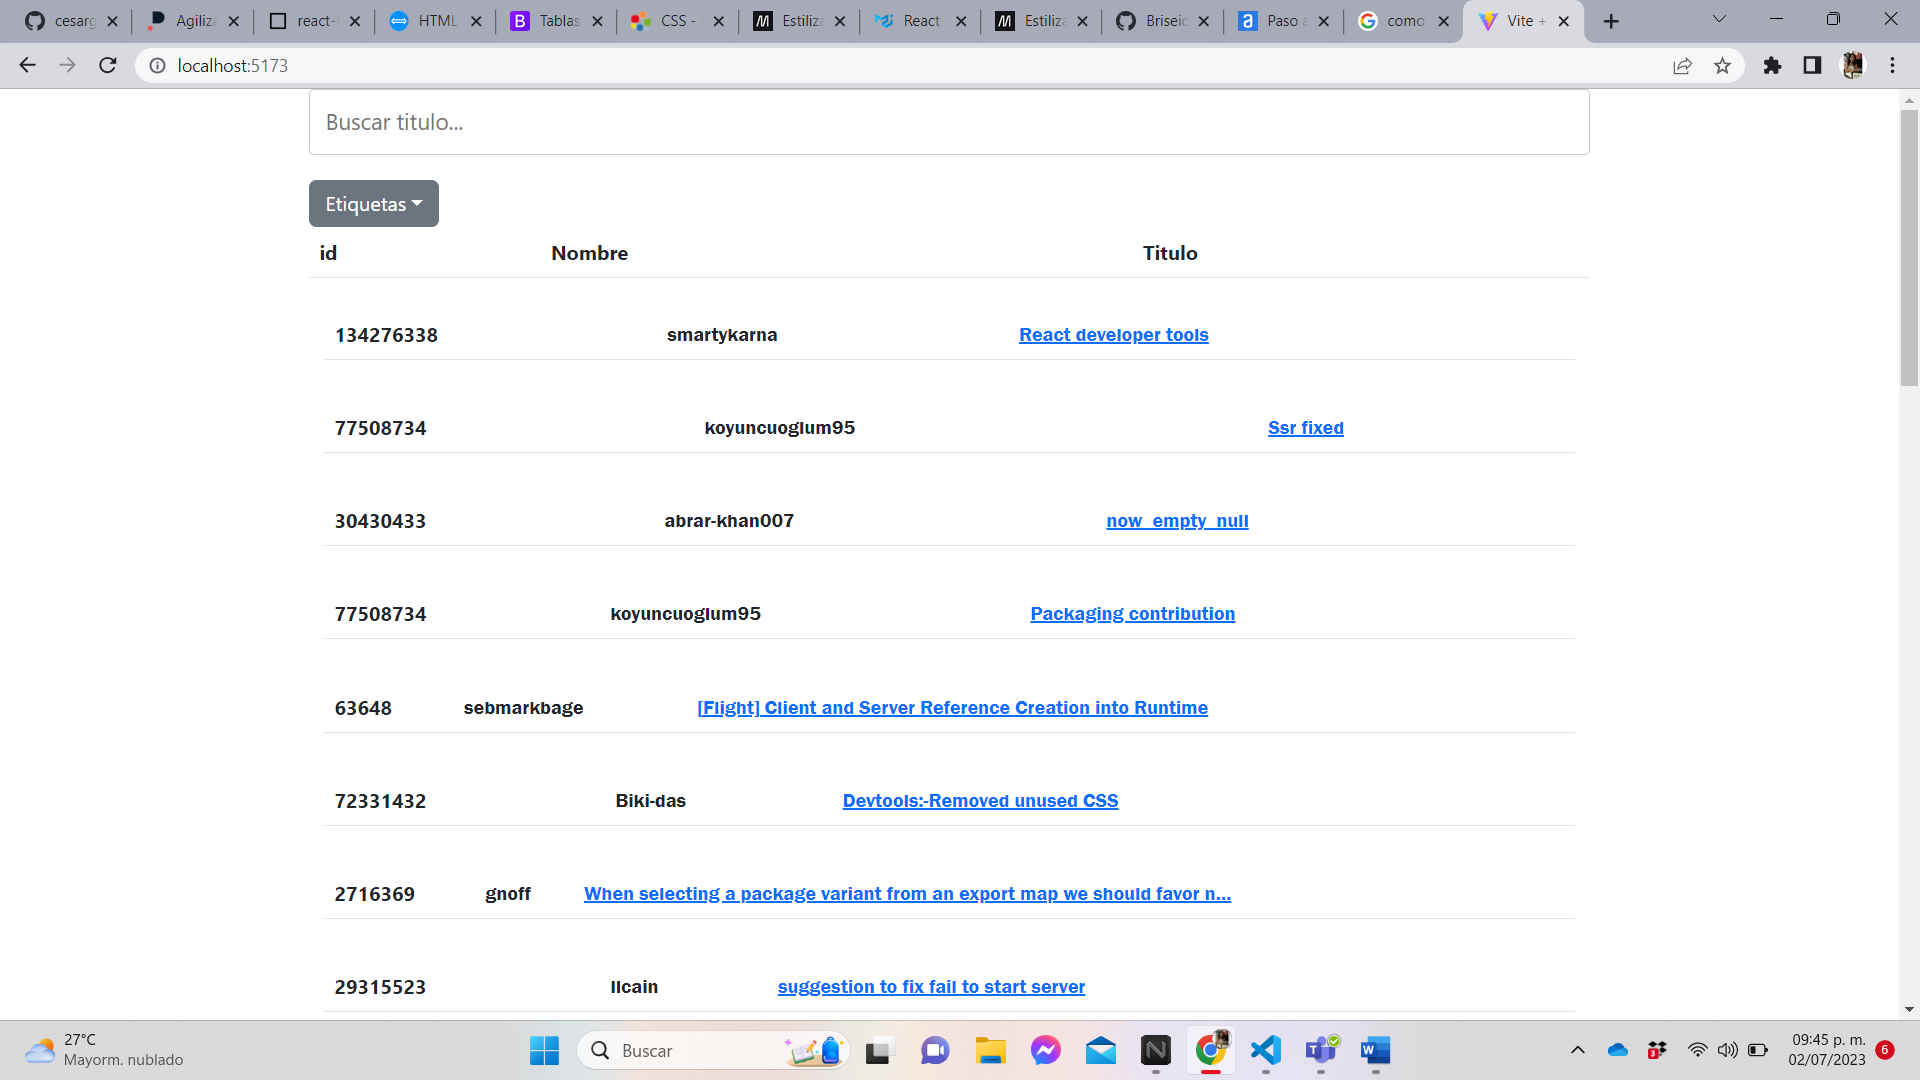 cesarg
Agiliza
react-
HTML
Tablas
CSS -
Estiliza
React
Estiliza
Briseid
Paso a
como
Vite +
localhost:5173
Buscar titulo...
Etiquetas
id Nombre Titulo
134276338 smartykarna React developer tools
77508734 koyuncuoglum95 Ssr fixed
30430433 abrar-khan007 now_empty_null
77508734 koyuncuoglum95 Packaging contribution
63648 sebmarkbage [Flight] Client and Server Reference Creation into Runtime
72331432 Biki-das Devtools:-Removed unused CSS
2716369 gnoff When selecting a package variant from an export map we should favor n...
29315523 llcain suggestion to fix fail to start server
27°C
Mayorm. nublado
Buscar
09:45 p. m.
02/07/2023
6